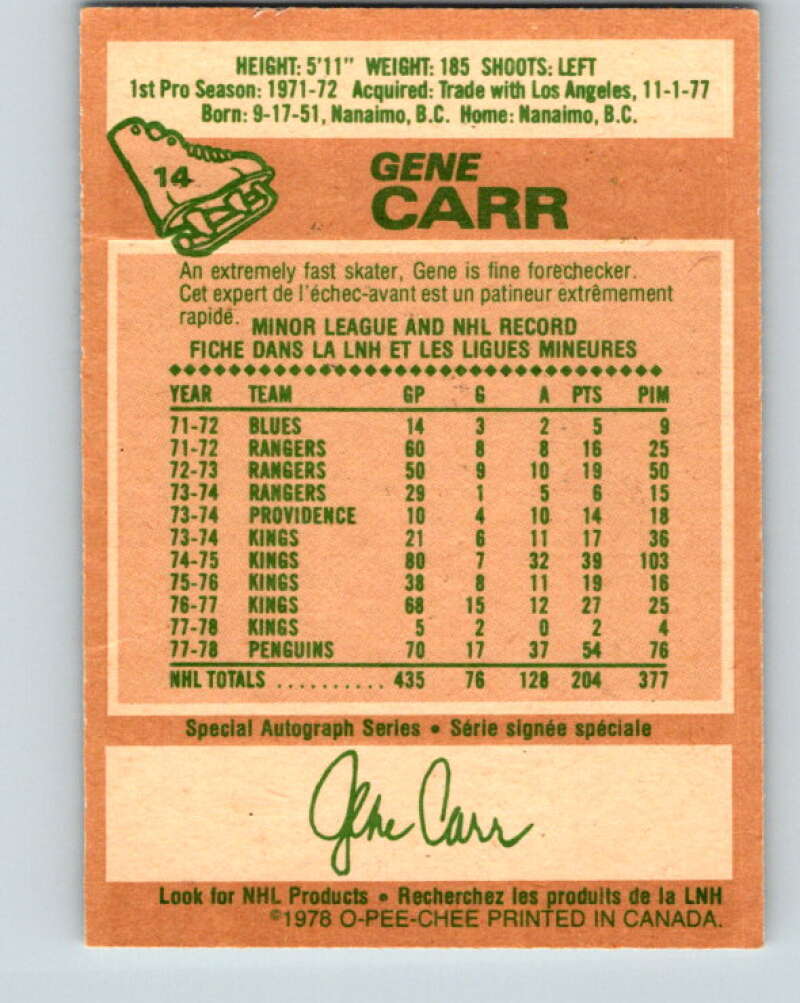 HEIGHT: 5'11" WEIGHT: 185 SHOOTS: LEFT
1st Pro Season: 1971-72 Acquired: Trade with Los Angeles, 11-1-77
Born: 9-17-51, Nanaimo, B.C. Home: Nanaimo, B.C.
14
GENE
CARR
An extremely fast skater, Gene is fine forechecker.
Cet expert de l'échec-avant est un patineur extrêmement
rapide.
MINOR LEAGUE AND NHL RECORD
FICHE DANS LA LNH ET LES LIGUES MINEURES
YEAR TEAM GP G A PTS PIM
71-72 BLUES 14 3 2 5 9
71-72 RANGERS 60 8 8 16 25
72-73 RANGERS 50 9 10 19 50
73-74 RANGERS 29 1 5 6 15
73-74 PROVIDENCE 10 4 10 14 18
73-74 KINGS 21 6 11 17 36
74-75 KINGS 80 7 32 39 103
75-76 KINGS 38 8 11 19 16
76-77 KINGS 68 15 12 27 25
77-78 KINGS 5 2 0 2 4
77-78 PENGUINS 70 17 37 54 76
NHL TOTALS .......... 435 76 128 204 377
Special Autograph Series • Série signée spéciale
Gene Carr
Look for NHL Products • Recherchez les produits de la LNH
©1978 O-PEE-CHEE PRINTED IN CANADA.